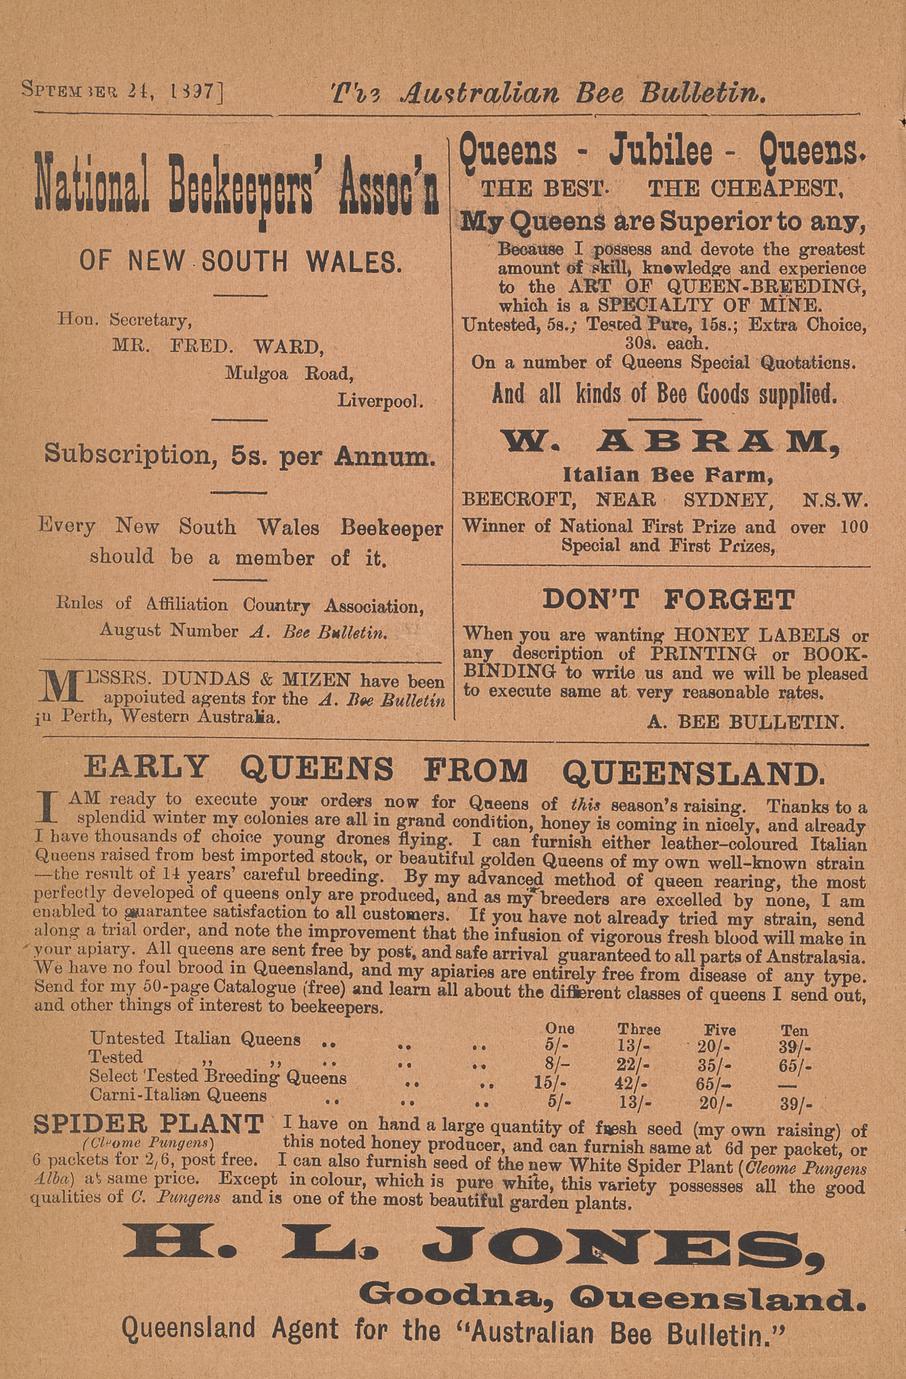 SPTEMBER 24, 1897]
The Australian Bee Bulletin.
National Beekeepers' Assoc'n
OF NEW SOUTH WALES.
Hon. Secretary,
MR. FRED. WARD,
Mulgoa Road,
Liverpool.
Subscription, 5s. per Annum.
Every New South Wales Beekeeper
should be a member of it.
Rules of Affiliation Country Association,
August Number A. Bee Bulletin.
MESSRS. DUNDAS & MIZEN have been
appointed agents for the A. Bee Bulletin
in Perth, Western Australia.
Queens - Jubilee - Queens.
THE BEST. THE CHEAPEST,
My Queens are Superior to any,
Because I possess and devote the greatest
amount of skill, knowledge and experience
to the ART OF QUEEN-BREEDING,
which is a SPECIALTY OF MINE.
Untested, 5s.; Tested Pure, 15s.; Extra Choice,
30s. each.
On a number of Queens Special Quotations.
And all kinds of Bee Goods supplied.
W. ABRAM,
Italian Bee Farm,
BEECROFT, NEAR SYDNEY, N.S.W.
Winner of National First Prize and over 100
Special and First Prizes,
DON'T FORGET
When you are wanting HONEY LABELS or
any description of PRINTING or BOOK-
BINDING to write us and we will be pleased
to execute same at very reasonable rates.
A. BEE BULLETIN.
EARLY QUEENS FROM QUEENSLAND.
I AM ready to execute your orders now for Queens of this season's raising. Thanks to a
splendid winter my colonies are all in grand condition, honey is coming in nicely, and already
I have thousands of choice young drones flying. I can furnish either leather-coloured Italian
Queens raised from best imported stock, or beautiful golden Queens of my own well-known strain
—the result of 14 years' careful breeding. By my advanced method of queen rearing, the most
perfectly developed of queens only are produced, and as my breeders are excelled by none, I am
enabled to guarantee satisfaction to all customers. If you have not already tried my strain, send
along a trial order, and note the improvement that the infusion of vigorous fresh blood will make in
your apiary. All queens are sent free by post, and safe arrival guaranteed to all parts of Australasia.
We have no foul brood in Queensland, and my apiaries are entirely free from disease of any type.
Send for my 50-page Catalogue (free) and learn all about the different classes of queens I send out,
and other things of interest to beekeepers.
One Three Five Ten
Untested Italian Queens .. .. .. 5/- 13/- 20/- 39/-
Tested ,, ,, .. .. .. 8/- 22/- 35/- 65/-
Select Tested Breeding Queens .. .. 15/- 42/- 65/- —
Carni-Italian Queens .. .. .. 5/- 13/- 20/- 39/-
SPIDER PLANT I have on hand a large quantity of fresh seed (my own raising) of
(Cleome Pungens) this noted honey producer, and can furnish same at 6d per packet, or
6 packets for 2/6, post free. I can also furnish seed of the new White Spider Plant (Cleome Pungens
Alba) at same price. Except in colour, which is pure white, this variety possesses all the good
qualities of C. Pungens and is one of the most beautiful garden plants.
H. L. JONES,
Goodna, Queensland.
Queensland Agent for the "Australian Bee Bulletin."